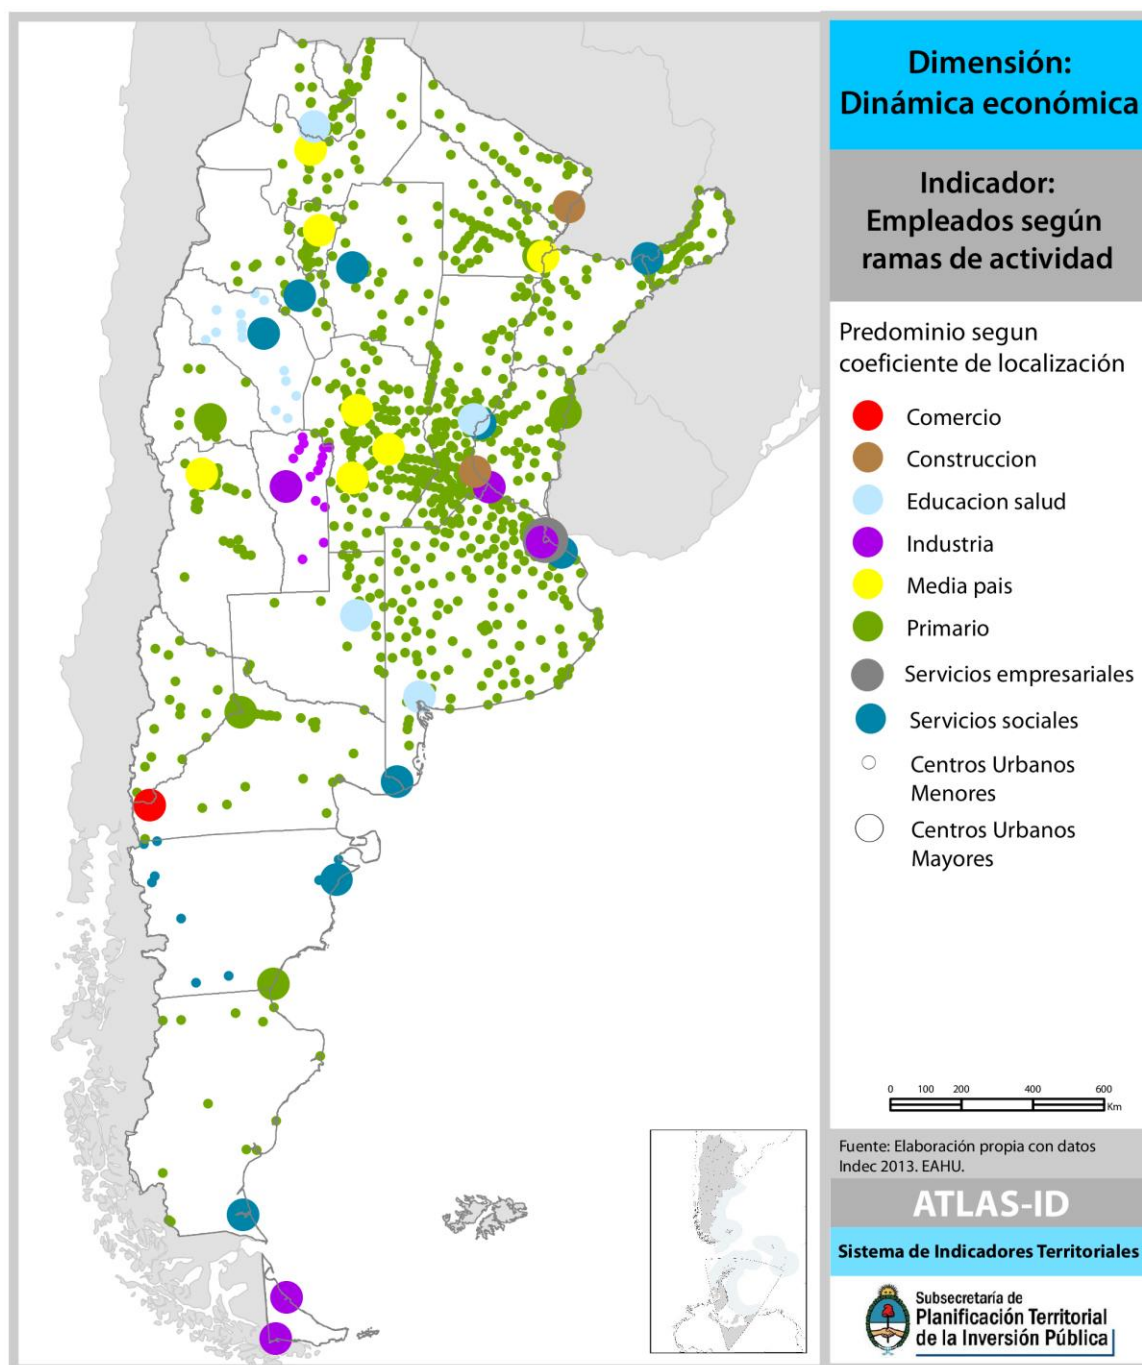 Dimensión:
Dinámica económica
Indicador:
Empleados según
ramas de actividad
Predominio segun
coeficiente de localización
Comercio
Construccion
Educacion salud
Industria
Media pais
Primario
Servicios empresariales
Servicios sociales
Centros Urbanos
Menores
Centros Urbanos
Mayores
0 100 200 400 600
Km
Fuente: Elaboración propia con datos
Indec 2013. EAHU.
ATLAS-ID
Sistema de Indicadores Territoriales
Subsecretaría de
Planificación Territorial
de la Inversión Pública